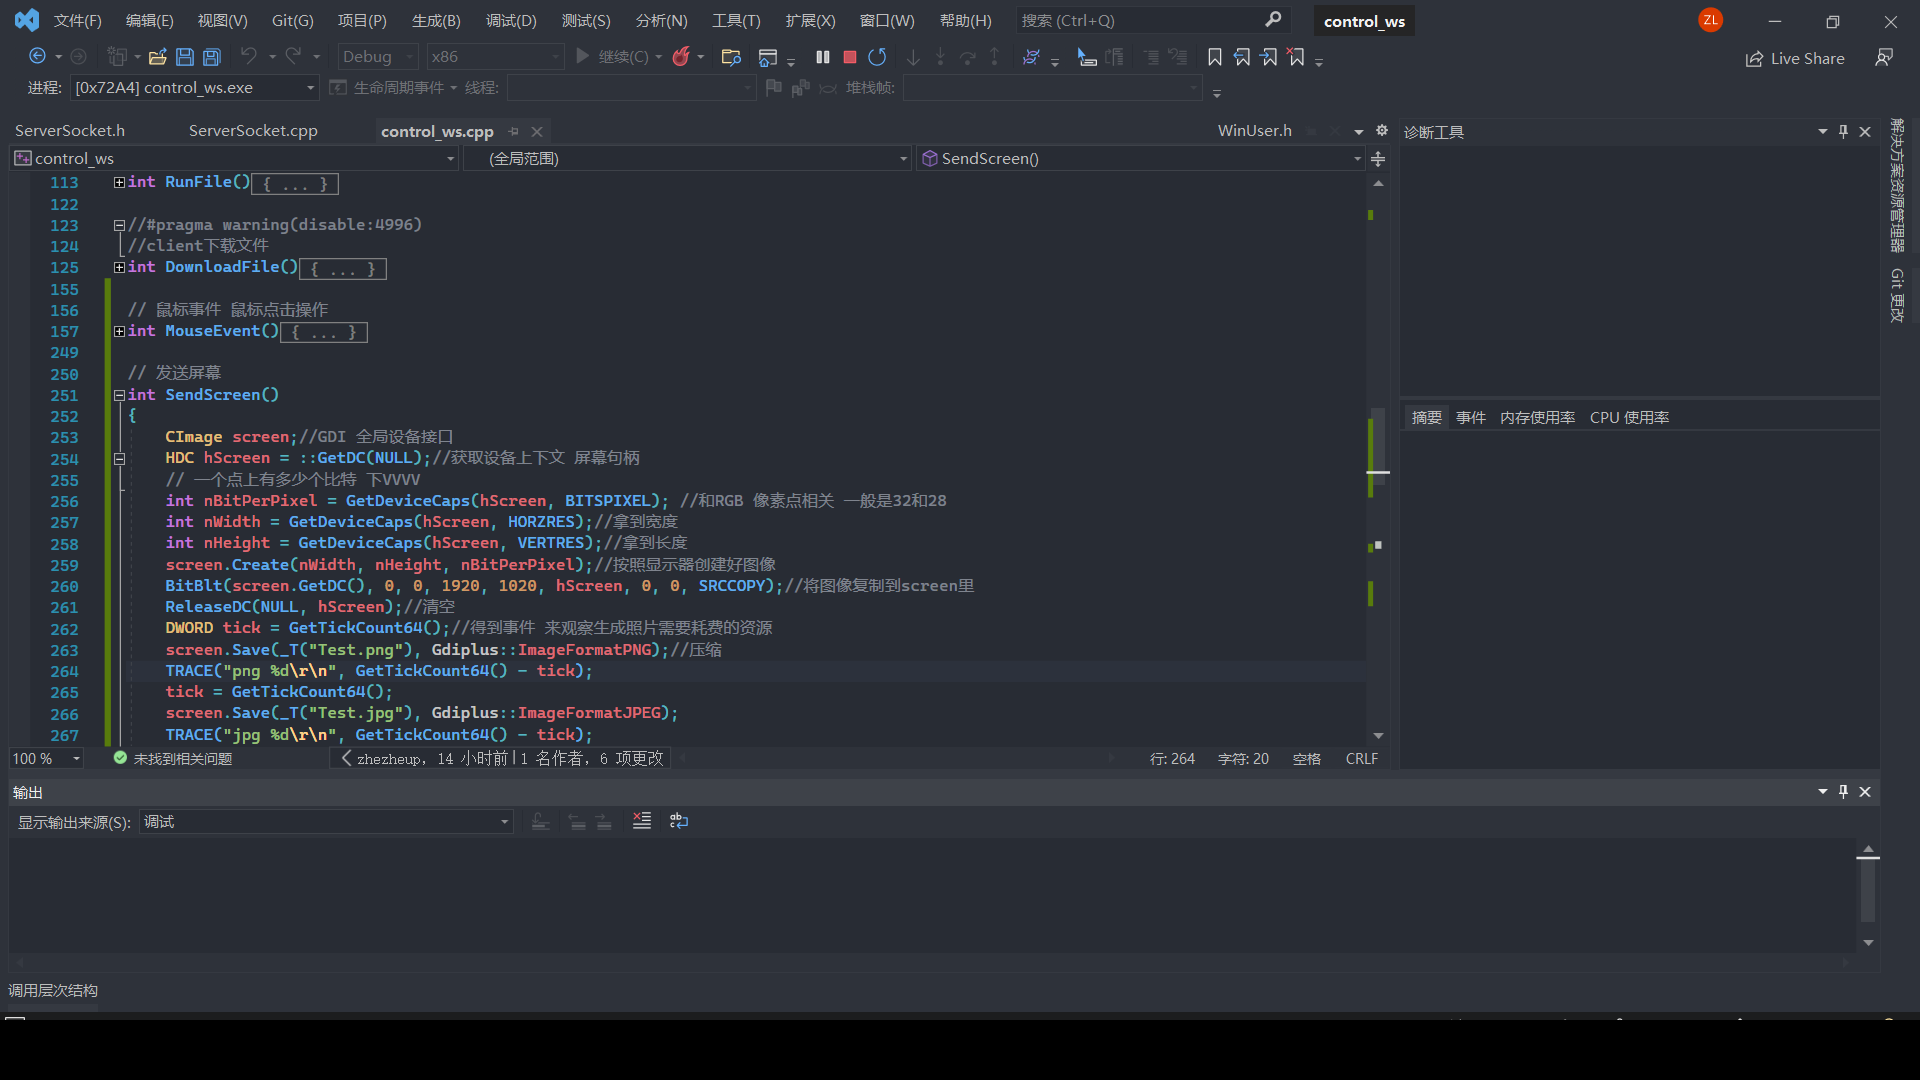 文件(F) 编辑(E) 视图(V) Git(G) 项目(P) 生成(B) 调试(D) 测试(S) 分析(N) 工具(T) 扩展(X) 窗口(W) 帮助(H) 搜索 (Ctrl+Q) control_ws ZL
Debug x86 继续(C) Live Share
进程: [0x72A4] control_ws.exe 生命周期事件 线程: 堆栈帧:
ServerSocket.h ServerSocket.cpp control_ws.cpp WinUser.h 诊断工具
control_ws (全局范围) SendScreen()
113 int RunFile(){ ... }
122
123 //#pragma warning(disable:4996)
124 //client下载文件
125 int DownloadFile(){ ... }
155
156 // 鼠标事件 鼠标点击操作
157 int MouseEvent(){ ... }
249
250 // 发送屏幕
251 int SendScreen()
252 {
253 CImage screen;//GDI 全局设备接口
254 HDC hScreen = ::GetDC(NULL);//获取设备上下文 屏幕句柄
255 // 一个点上有多少个比特 下VVVV
256 int nBitPerPixel = GetDeviceCaps(hScreen, BITSPIXEL); //和RGB 像素点相关 一般是32和28
257 int nWidth = GetDeviceCaps(hScreen, HORZRES);//拿到宽度
258 int nHeight = GetDeviceCaps(hScreen, VERTRES);//拿到长度
259 screen.Create(nWidth, nHeight, nBitPerPixel);//按照显示器创建好图像
260 BitBlt(screen.GetDC(), 0, 0, 1920, 1020, hScreen, 0, 0, SRCCOPY);//将图像复制到screen里
261 ReleaseDC(NULL, hScreen);//清空
262 DWORD tick = GetTickCount64();//得到事件 来观察生成照片需要耗费的资源
263 screen.Save(_T("Test.png"), Gdiplus::ImageFormatPNG);//压缩
264 TRACE("png %d\r\n", GetTickCount64() - tick);
265 tick = GetTickCount64();
266 screen.Save(_T("Test.jpg"), Gdiplus::ImageFormatJPEG);
267 TRACE("jpg %d\r\n", GetTickCount64() - tick);
100 % 未找到相关问题 zhezheup, 14 小时前|1 名作者, 6 项更改 行: 264 字符: 20 空格 CRLF
摘要 事件 内存使用率 CPU 使用率
解决方案资源管理器
Git 更改
输出
显示输出来源(S): 调试
调用层次结构